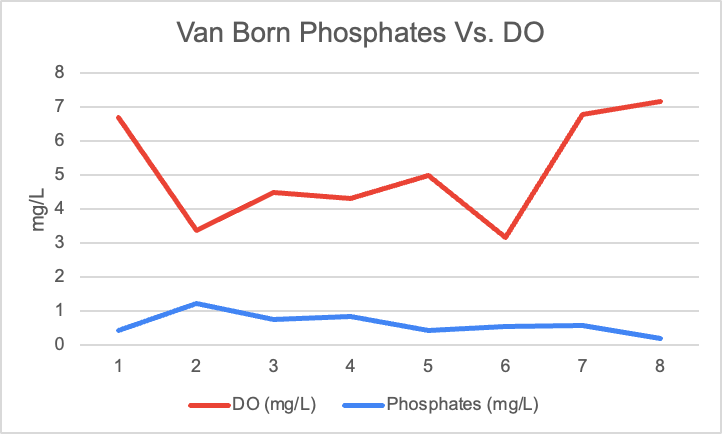 Van Born Phosphates Vs. DO
8
7
6
5
4
3
2
1
0
mg/L
1 2 3 4 5 6 7 8
DO (mg/L) Phosphates (mg/L)